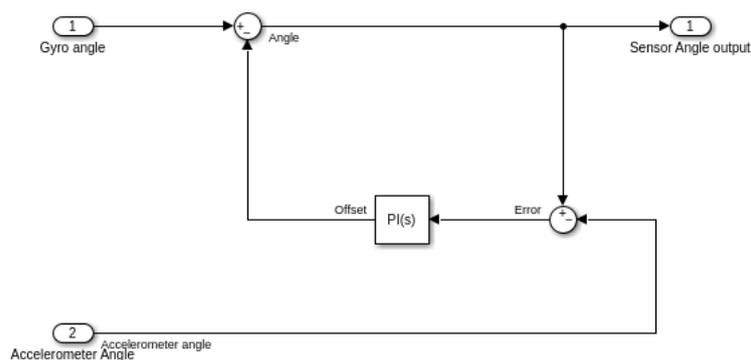 1
Gyro angle
+
−
Angle
1
Sensor Angle output
Offset
PI(s)
Error
+
−
2
Accelerometer angle
Accelerometer Angle